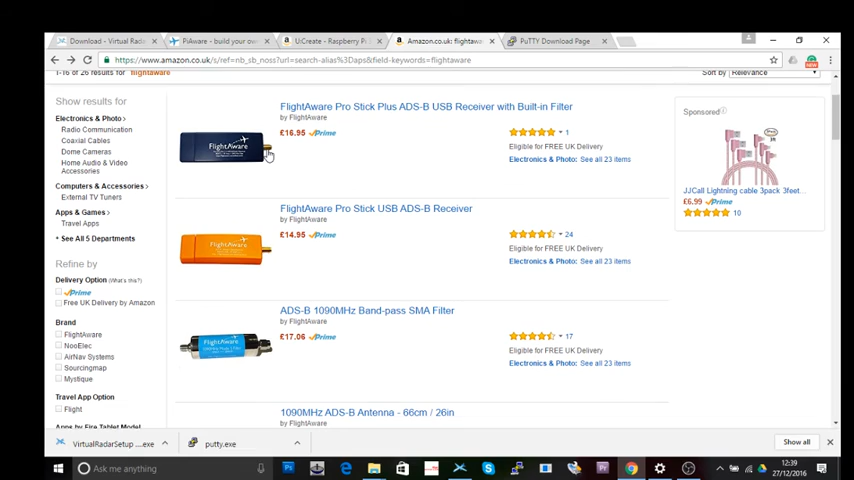 Download - Virtual Rada
PiAware - build your own
U:Create - Raspberry Pi
Amazon.co.uk: flightawa
PuTTY Download Page
https://www.amazon.co.uk/s/ref=nb_sb_noss?url=search-alias%3Daps&field-keywords=flightaware
1-16 of 26 results for flightaware
Sort by Relevance
Show results for
Electronics & Photo
Radio Communication
Coaxial Cables
Dome Cameras
Home Audio & Video
Accessories
Computers & Accessories
External TV Tuners
Apps & Games
Travel Apps
See All 5 Departments
Refine by
Delivery Option (What's this?)
Prime
Free UK Delivery by Amazon
Brand
FlightAware
NooElec
AirNav Systems
Sourcingmap
Mystique
Travel App Option
Flight
Apps by Fire Tablet Model
FlightAware
FlightAware Pro Stick Plus ADS-B USB Receiver with Built-in Filter
by FlightAware
£16.95 Prime
1
Eligible for FREE UK Delivery
Electronics & Photo: See all 23 items
FlightAware
FlightAware Pro Stick USB ADS-B Receiver
by FlightAware
£14.95 Prime
24
Eligible for FREE UK Delivery
Electronics & Photo: See all 23 items
FlightAware
ADS-B 1090MHz Band-pass SMA Filter
by FlightAware
£17.06 Prime
17
Eligible for FREE UK Delivery
Electronics & Photo: See all 23 items
1090MHz ADS-B Antenna - 66cm / 26in
by FlightAware
Sponsored
JJCall Lightning cable 3pack 3feet...
£6.99 Prime
10
VirtualRadarSetup ....exe
putty.exe
Show all
Ask me anything
12:39
27/12/2016